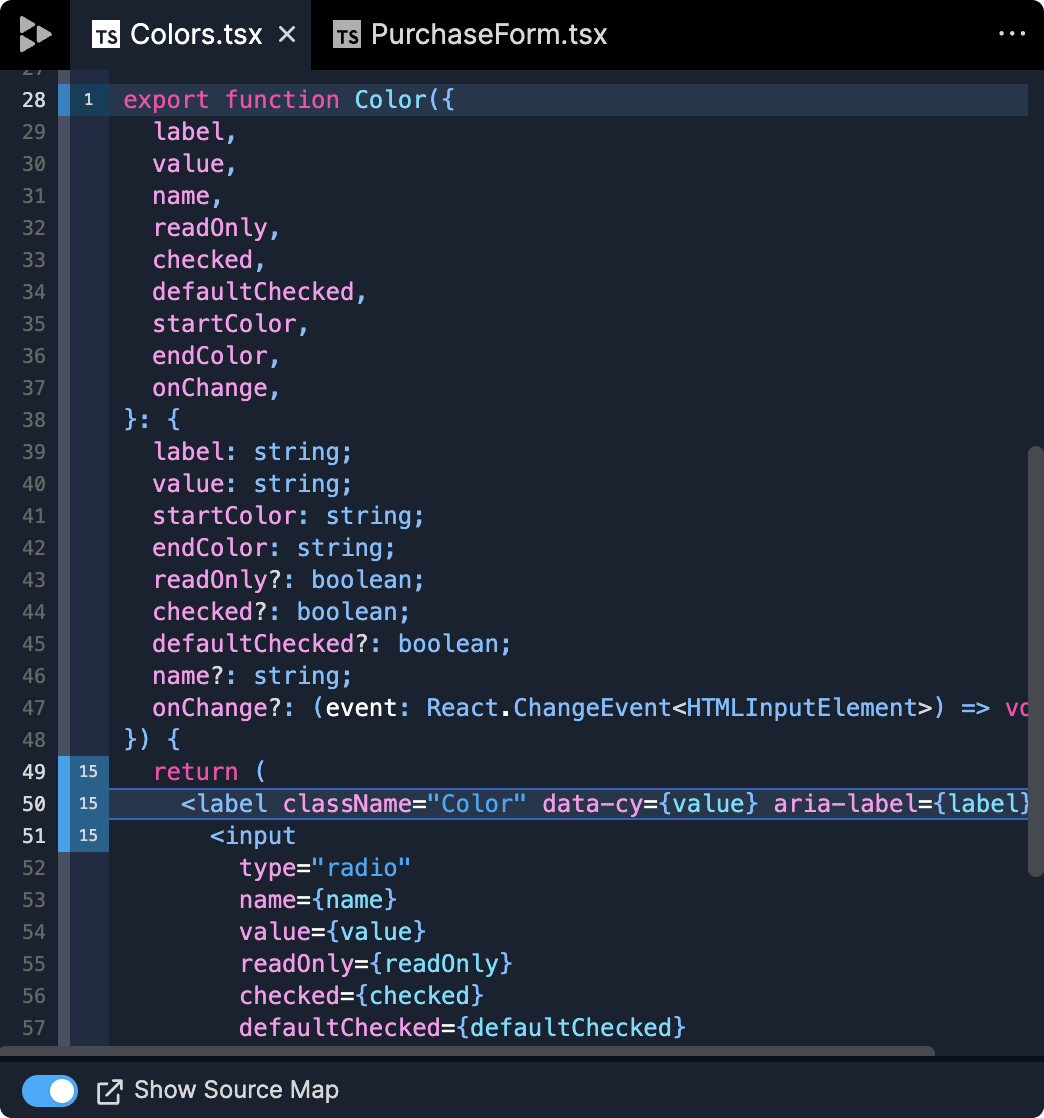 TS Colors.tsx × TS PurchaseForm.tsx ...
27
28 1 export function Color({
29 label,
30 value,
31 name,
32 readOnly,
33 checked,
34 defaultChecked,
35 startColor,
36 endColor,
37 onChange,
38 }: {
39 label: string;
40 value: string;
41 startColor: string;
42 endColor: string;
43 readOnly?: boolean;
44 checked?: boolean;
45 defaultChecked?: boolean;
46 name?: string;
47 onChange?: (event: React.ChangeEvent<HTMLInputElement>) => vo
48 }) {
49 15 return (
50 15 <label className="Color" data-cy={value} aria-label={label}
51 15 <input
52 type="radio"
53 name={name}
54 value={value}
55 readOnly={readOnly}
56 checked={checked}
57 defaultChecked={defaultChecked}
Show Source Map